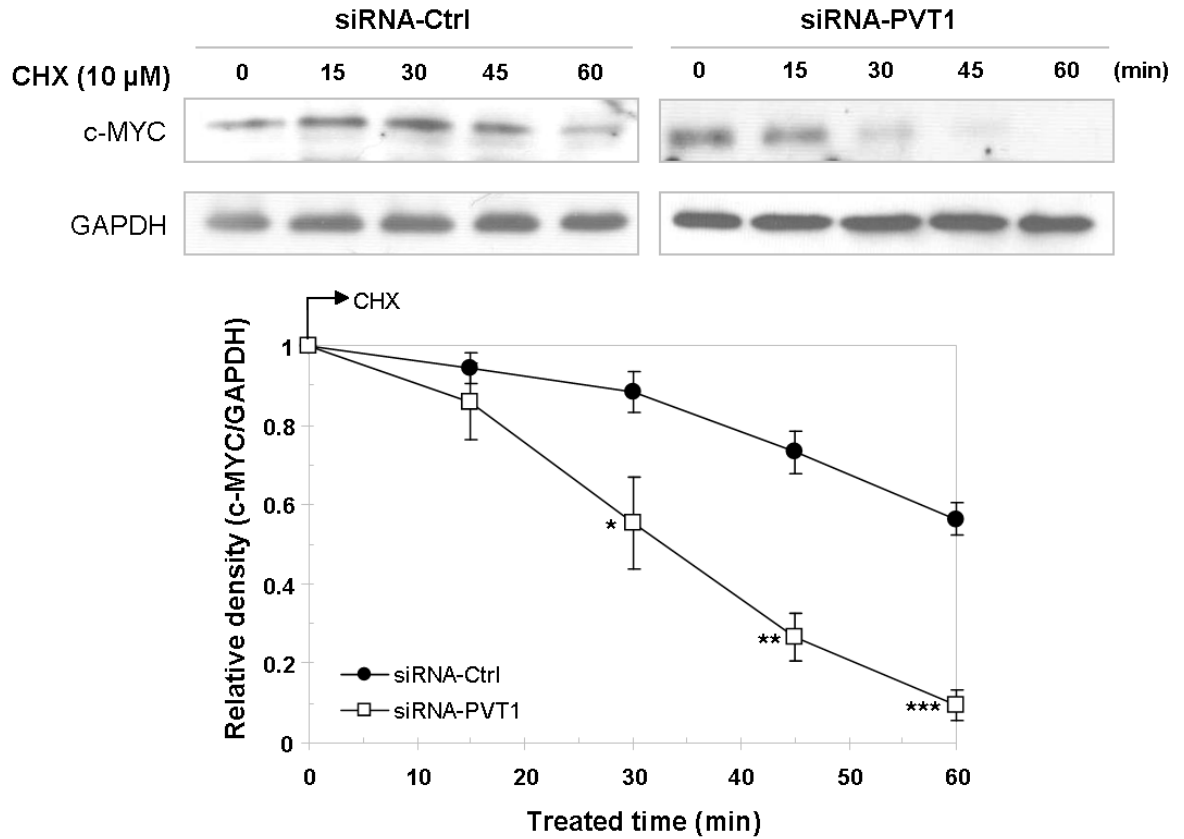 siRNA-Ctrl siRNA-PVT1
CHX (10 µM) 0 15 30 45 60 0 15 30 45 60 (min)
c-MYC
GAPDH
CHX
Relative density (c-MYC/GAPDH)
1
0.8
0.6
0.4
0.2
0
*
**
***
siRNA-Ctrl
siRNA-PVT1
0 10 20 30 40 50 60
Treated time (min)